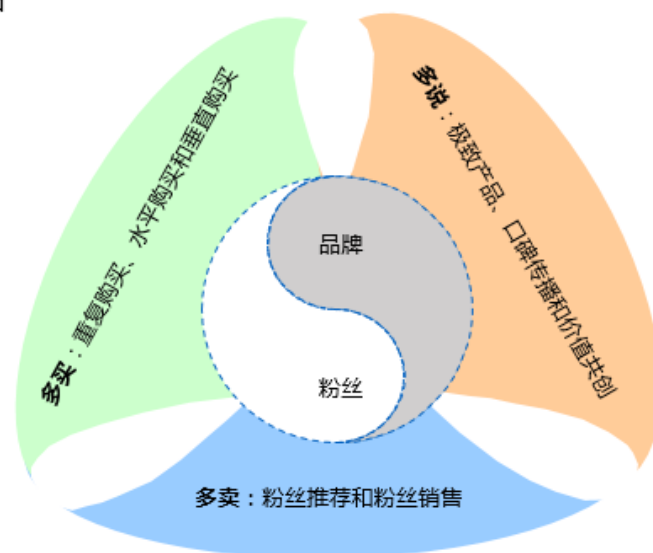 多买：重复购买、水平购买和垂直购买
多说：极致产品、口碑传播和价值共创
品牌
粉丝
多卖：粉丝推荐和粉丝销售